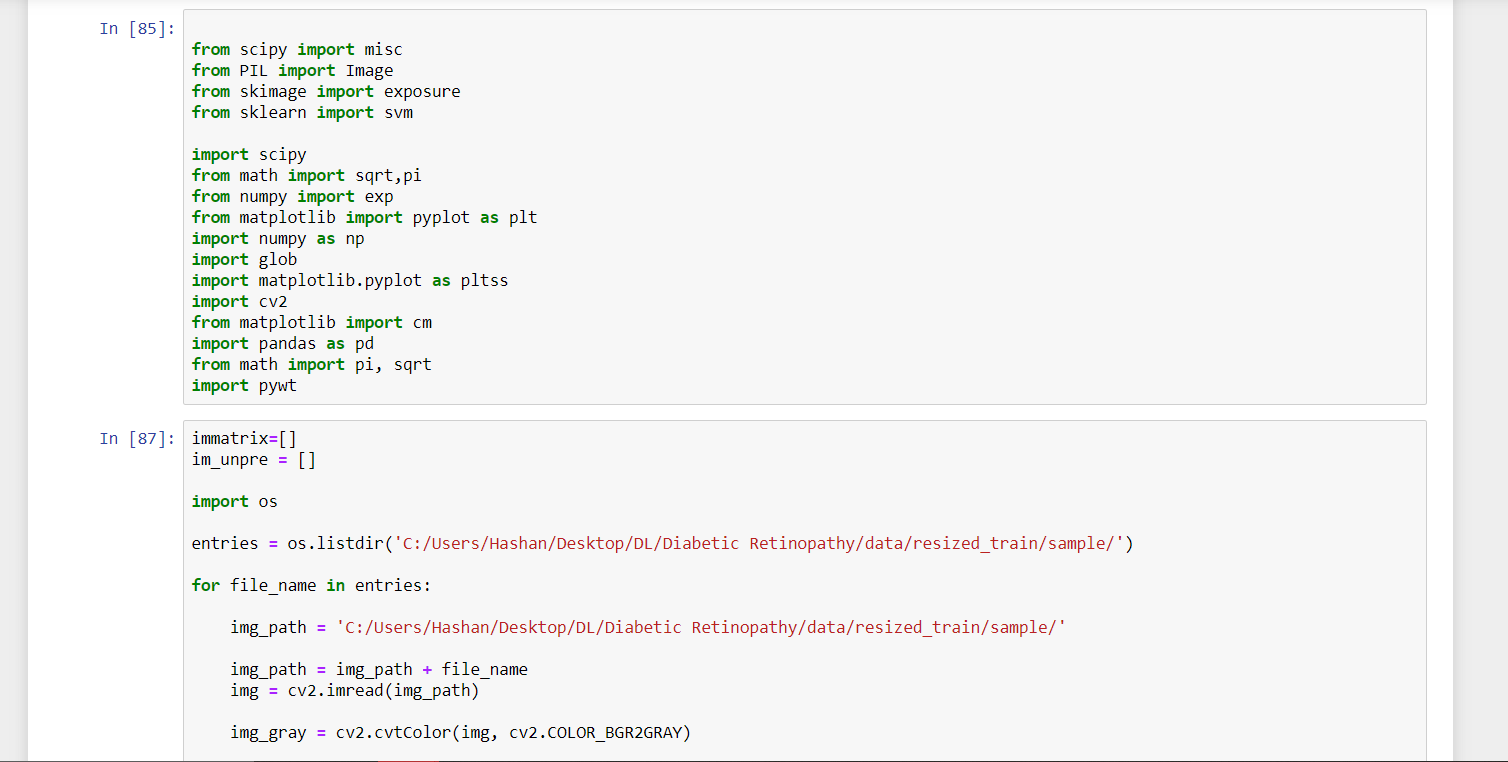 In [85]:
from scipy import misc
from PIL import Image
from skimage import exposure
from sklearn import svm
import scipy
from math import sqrt,pi
from numpy import exp
from matplotlib import pyplot as plt
import numpy as np
import glob
import matplotlib.pyplot as pltss
import cv2
from matplotlib import cm
import pandas as pd
from math import pi, sqrt
import pywt
In [87]:
immatrix=[]
im_unpre = []
import os
entries = os.listdir('C:/Users/Hashan/Desktop/DL/Diabetic Retinopathy/data/resized_train/sample/')
for file_name in entries:
    img_path = 'C:/Users/Hashan/Desktop/DL/Diabetic Retinopathy/data/resized_train/sample/'
    img_path = img_path + file_name
    img = cv2.imread(img_path)
    img_gray = cv2.cvtColor(img, cv2.COLOR_BGR2GRAY)